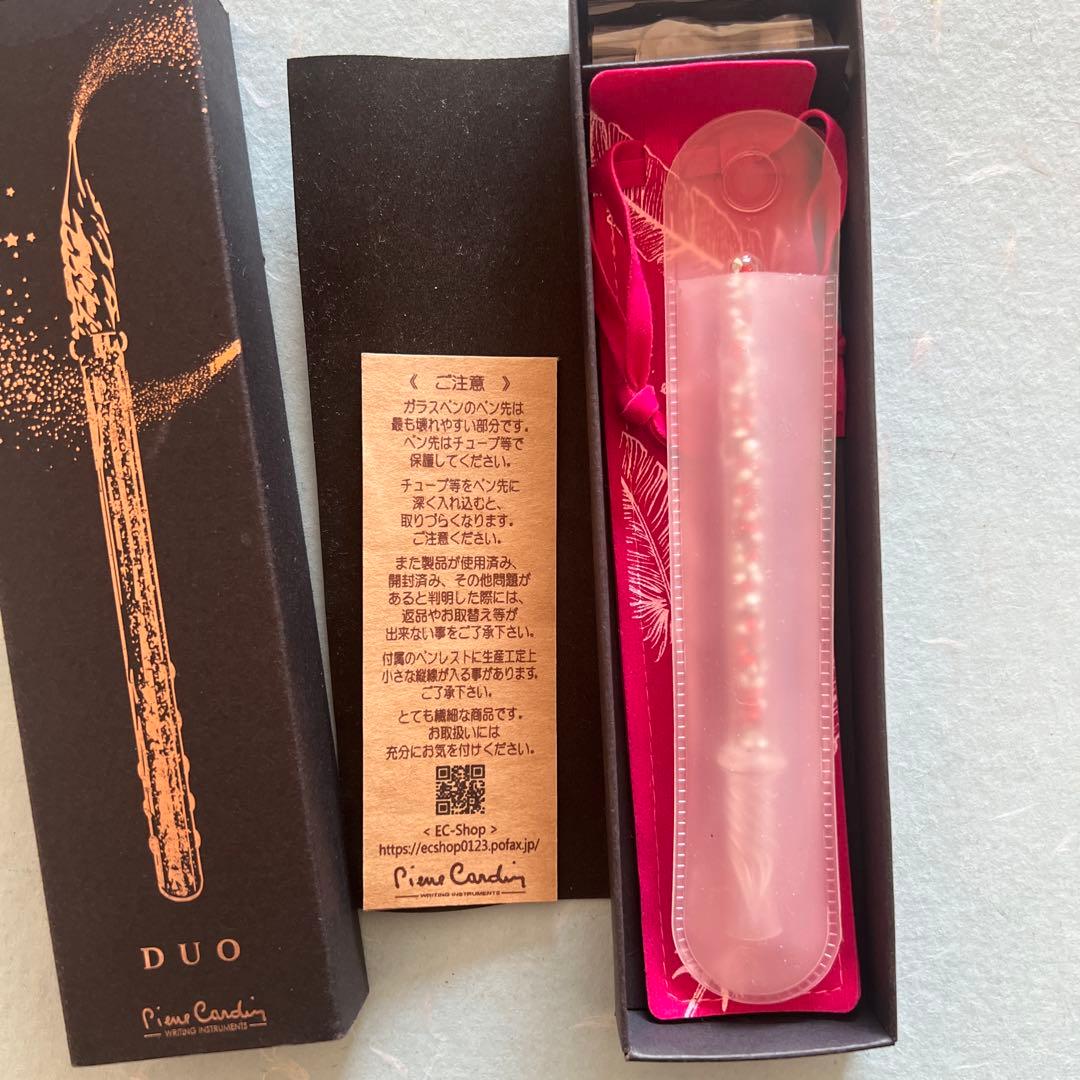 DUO
Pierre Cardin
WRITING INSTRUMENTS
《 ご注意 》
ガラスペンのペン先は
最も壊れやすい部分です。
ペン先はチューブ等で
保護してください。
チューブ等をペン先に
深く入れ込むと、
取りづらくなります。
ご注意ください。
また製品が使用済み、
開封済み、その他問題が
あると判明した際には、
返品やお取替え等が
出来ない事をご了承下さい。
付属のペンレストに生産工定上
小さな縦線が入る事があります。
ご了承下さい。
とても繊細な商品です。
お取扱いには
充分にお気を付けください。
< EC-Shop >
https://ecshop0123.pofax.jp/
Pierre Cardin
WRITING INSTRUMENTS